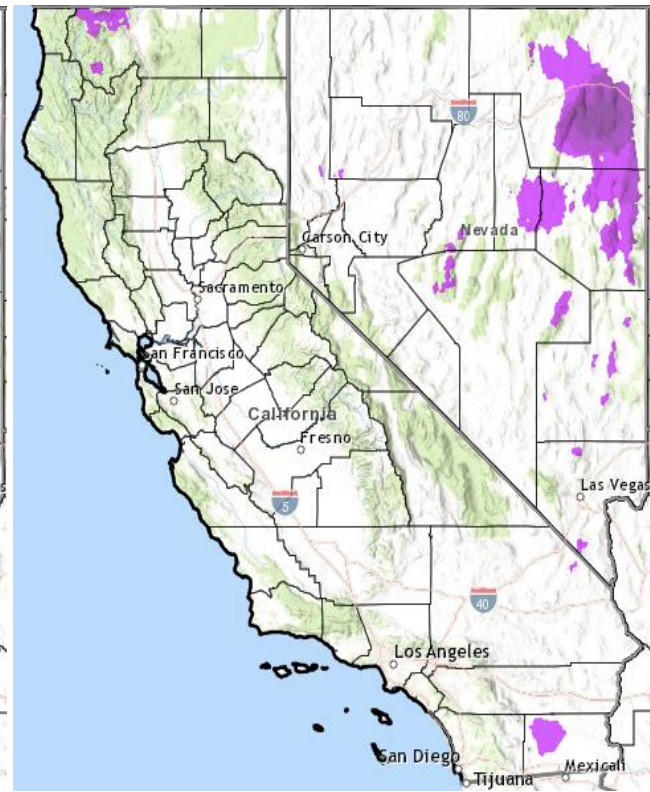 80
Carson City
Nevada
Sacramento
San Francisco
San Jose
California
Fresno
5
Las Vegas
40
Los Angeles
San Diego
Tijuana
Mexicali